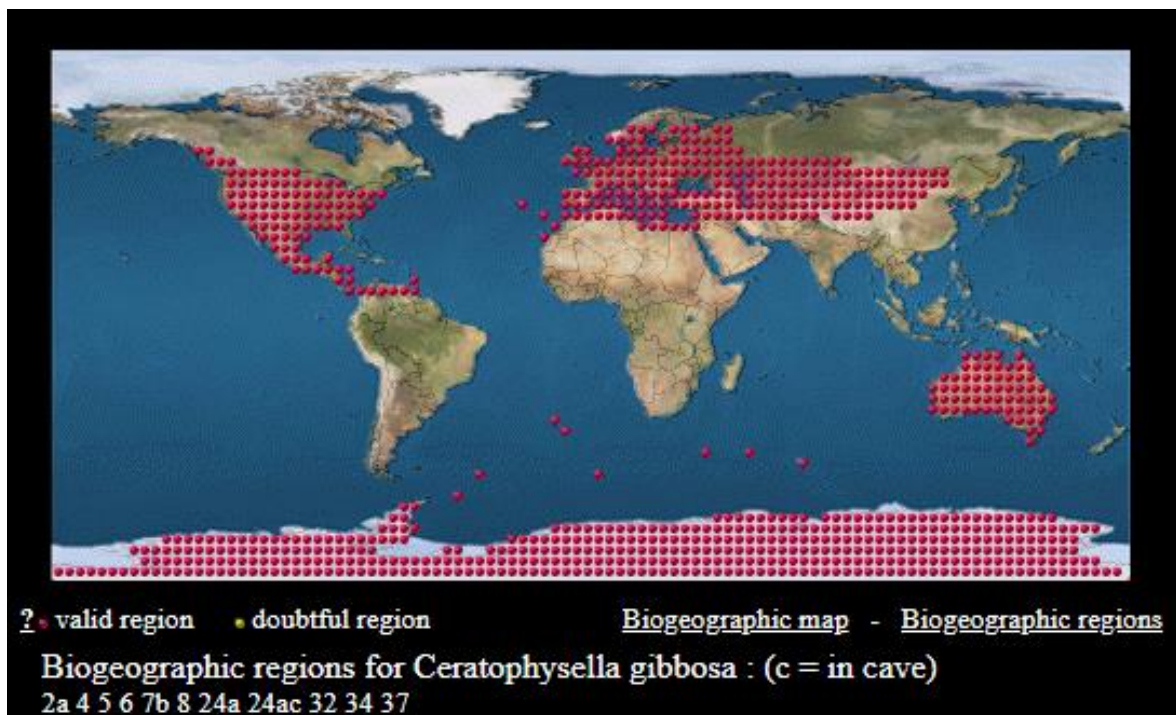 ? valid region doubtful region Biogeographic map - Biogeographic regions
Biogeographic regions for Ceratophysella gibbosa : (c = in cave)
2a 4 5 6 7b 8 24a 24ac 32 34 37